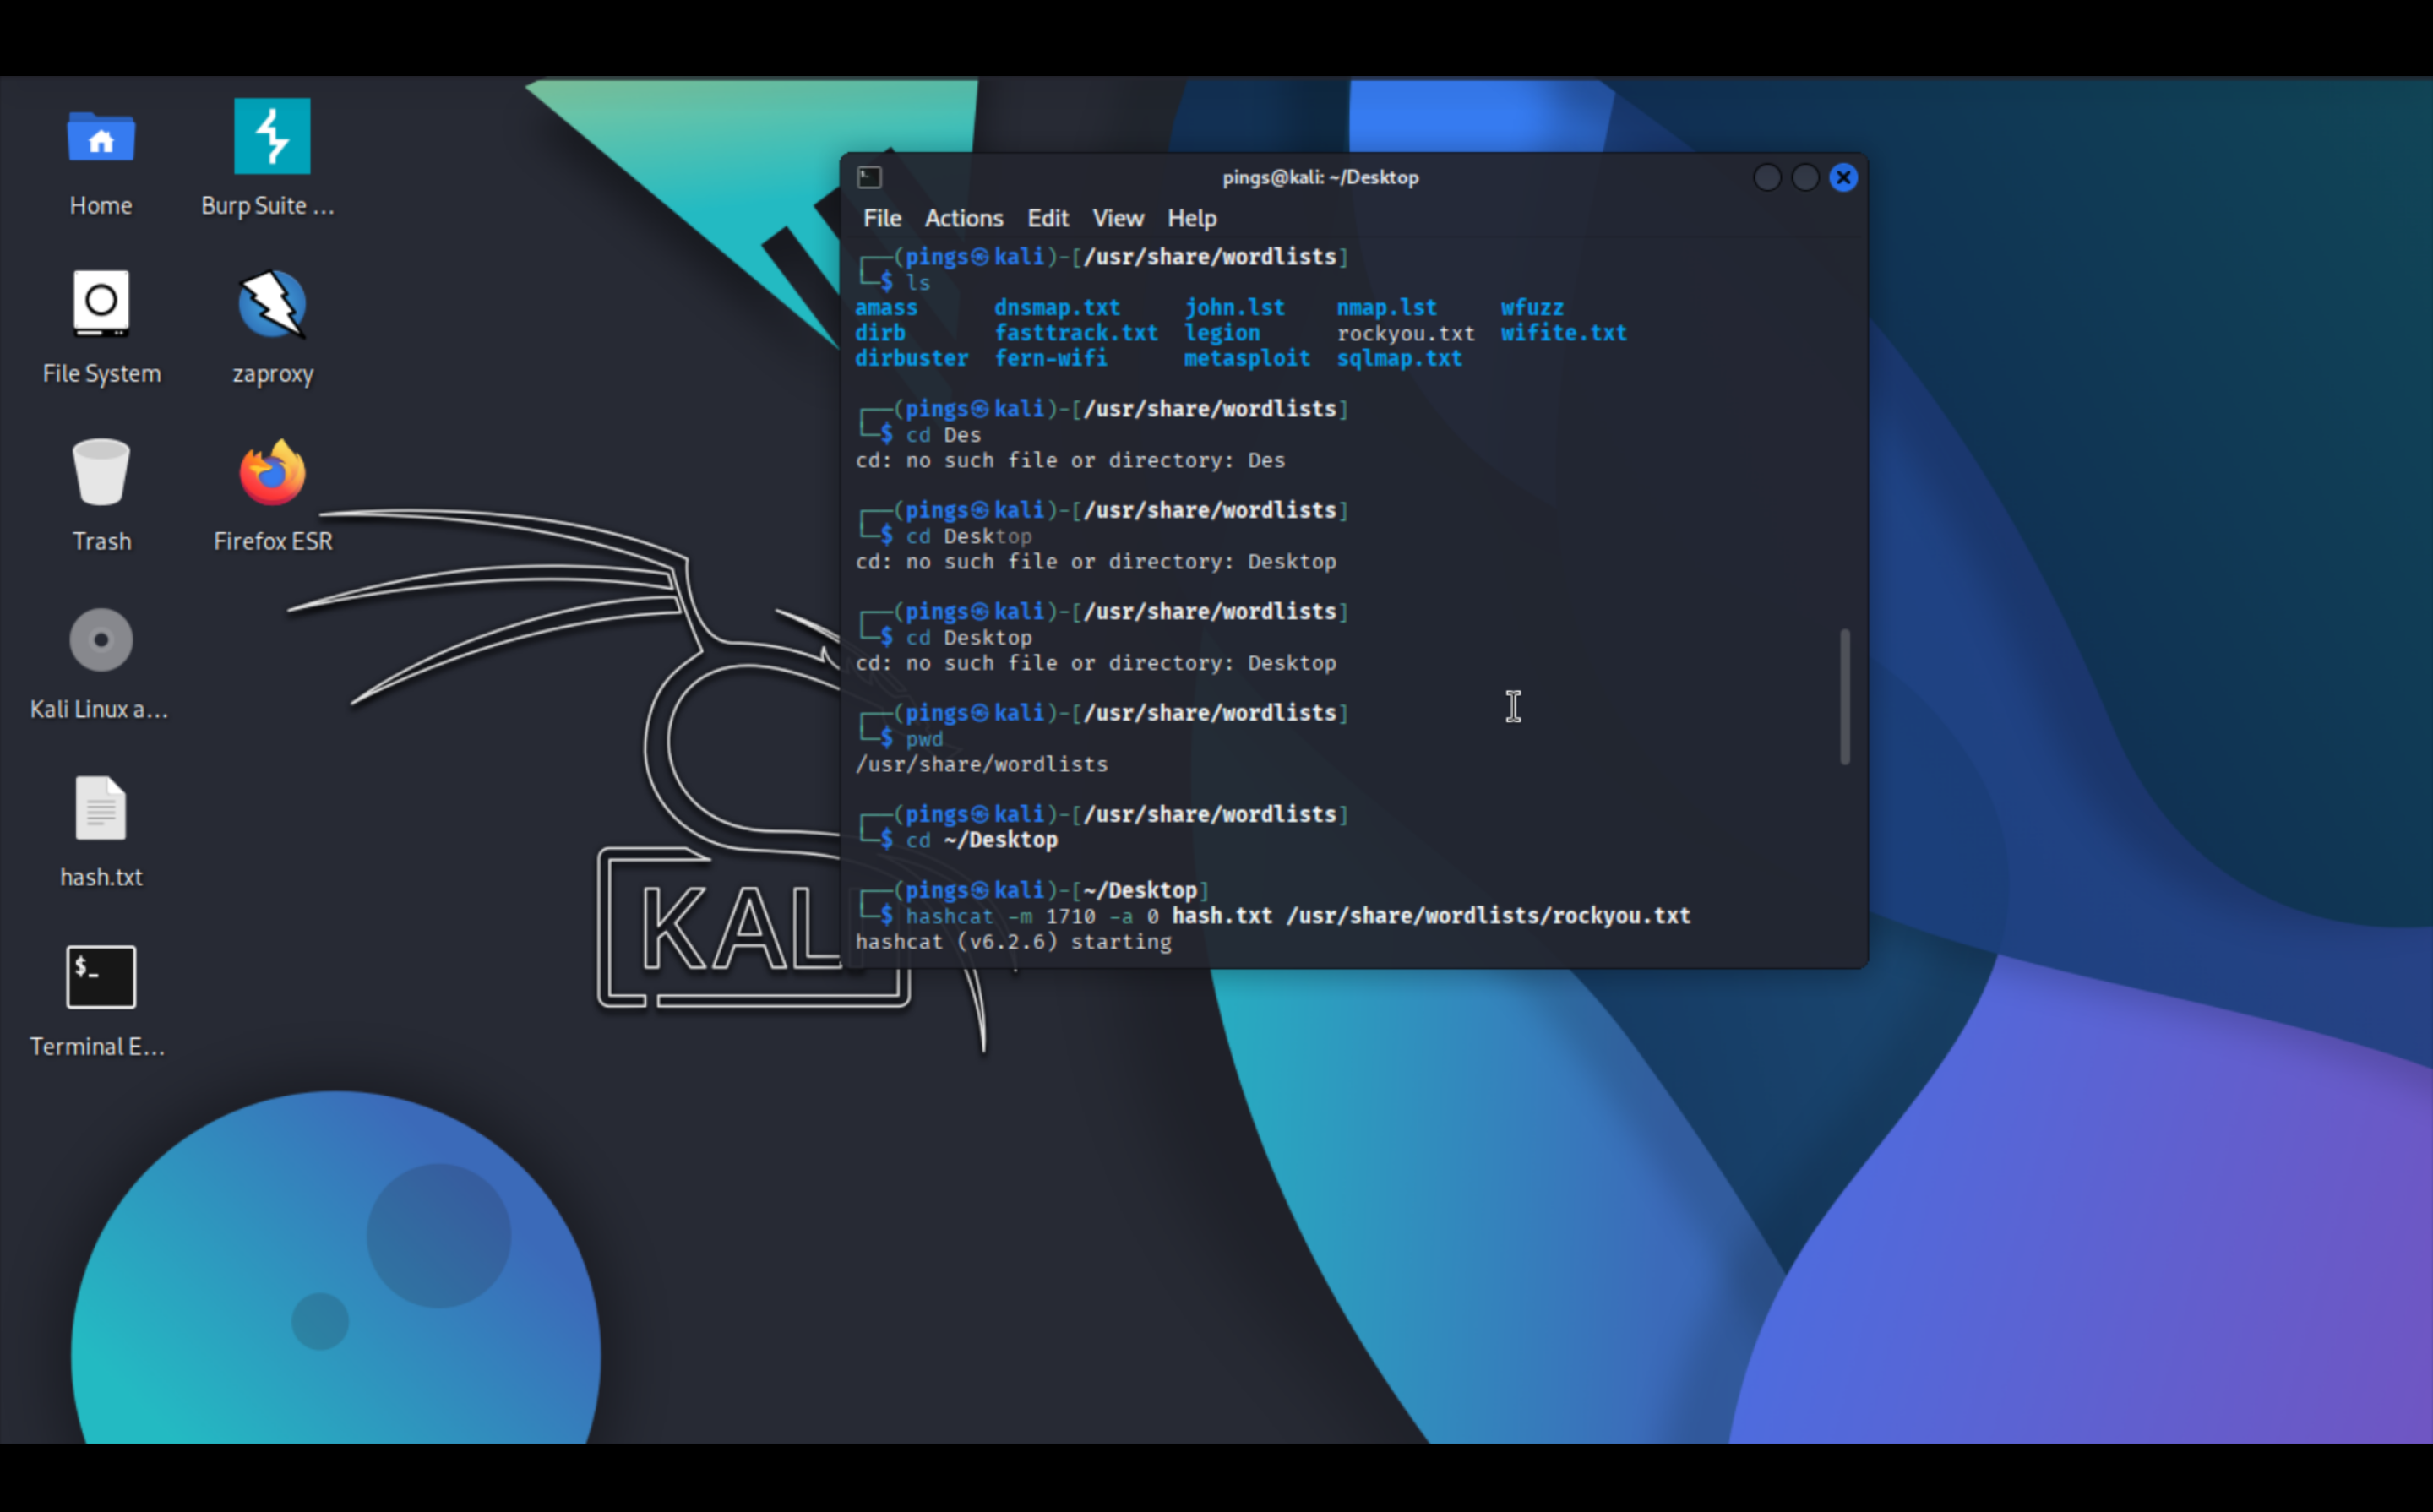 Home
Burp Suite ...
File System
zaproxy
Trash
Firefox ESR
Kali Linux a...
hash.txt
Terminal E...
KAL
pings@kali: ~/Desktop
File Actions Edit View Help
┌──(pings㉿kali)-[/usr/share/wordlists]
└─$ ls
amass dnsmap.txt john.lst nmap.lst wfuzz
dirb fasttrack.txt legion rockyou.txt wifite.txt
dirbuster fern-wifi metasploit sqlmap.txt
┌──(pings㉿kali)-[/usr/share/wordlists]
└─$ cd Des
cd: no such file or directory: Des
┌──(pings㉿kali)-[/usr/share/wordlists]
└─$ cd Desktop
cd: no such file or directory: Desktop
┌──(pings㉿kali)-[/usr/share/wordlists]
└─$ cd Desktop
cd: no such file or directory: Desktop
┌──(pings㉿kali)-[/usr/share/wordlists]
└─$ pwd
/usr/share/wordlists
┌──(pings㉿kali)-[/usr/share/wordlists]
└─$ cd ~/Desktop
┌──(pings㉿kali)-[~/Desktop]
└─$ hashcat -m 1710 -a 0 hash.txt /usr/share/wordlists/rockyou.txt
hashcat (v6.2.6) starting